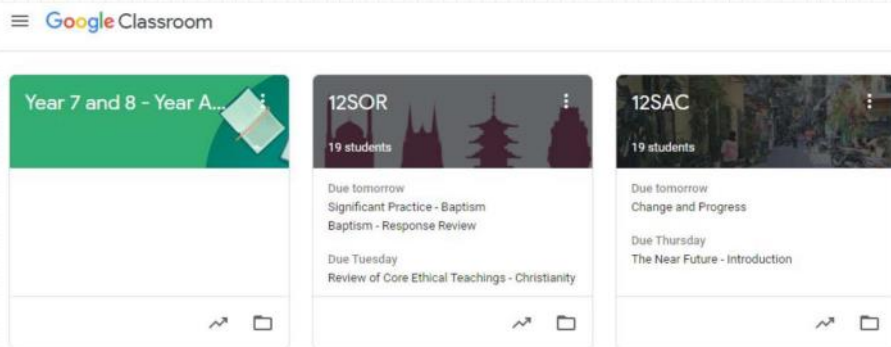 Google Classroom
Year 7 and 8 - Year A...
12SOR
19 students
Due tomorrow
Significant Practice - Baptism
Baptism - Response Review
Due Tuesday
Review of Core Ethical Teachings - Christianity
12SAC
19 students
Due tomorrow
Change and Progress
Due Thursday
The Near Future - Introduction